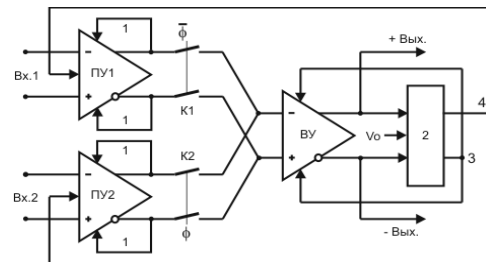 1
ϕ̅
+ Вых.
−
Вх.1
ПУ1
+
К1
1
4
−
ВУ
+
Vo
2
3
1
К2
−
Вх.2
ПУ2
+
1
ϕ
- Вых.